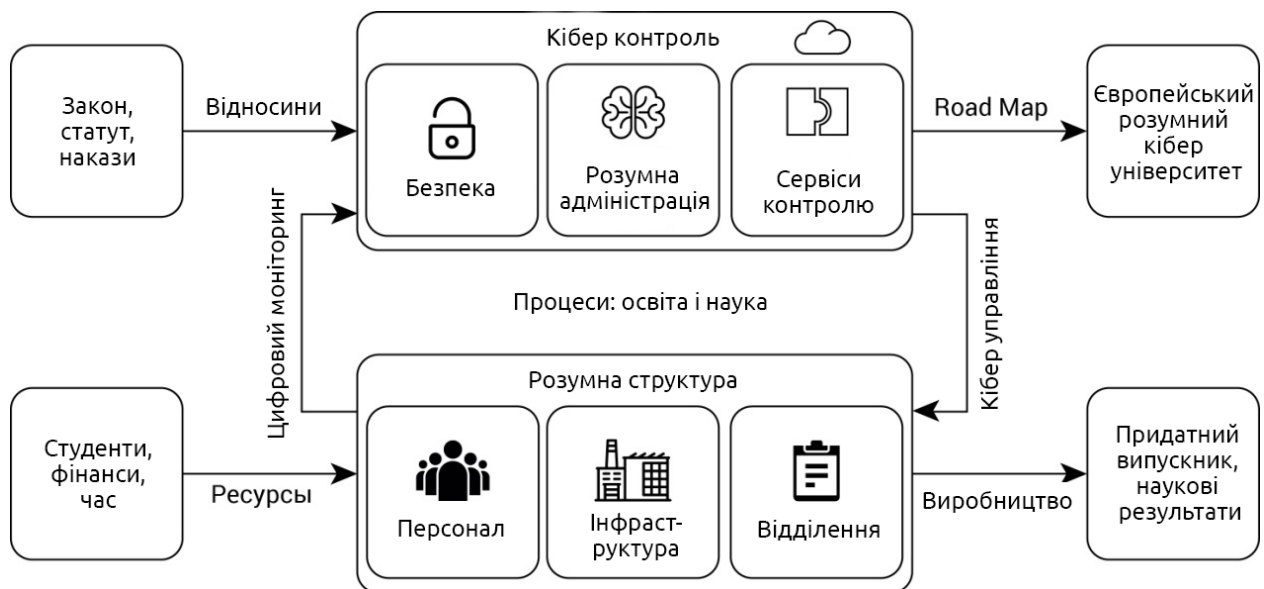 Кібер контроль
Закон,
статут,
накази
Відносини
Безпека
Розумна
адміністрація
Сервіси
контролю
Road Map
Європейський
розумний
кібер
університет
Цифровий моніторинг
Процеси: освіта і наука
Кібер управління
Розумна структура
Студенти,
фінанси,
час
Ресурсы
Персонал
Інфраст-
руктура
Відділення
Виробництво
Придатний
випускник,
наукові
результати